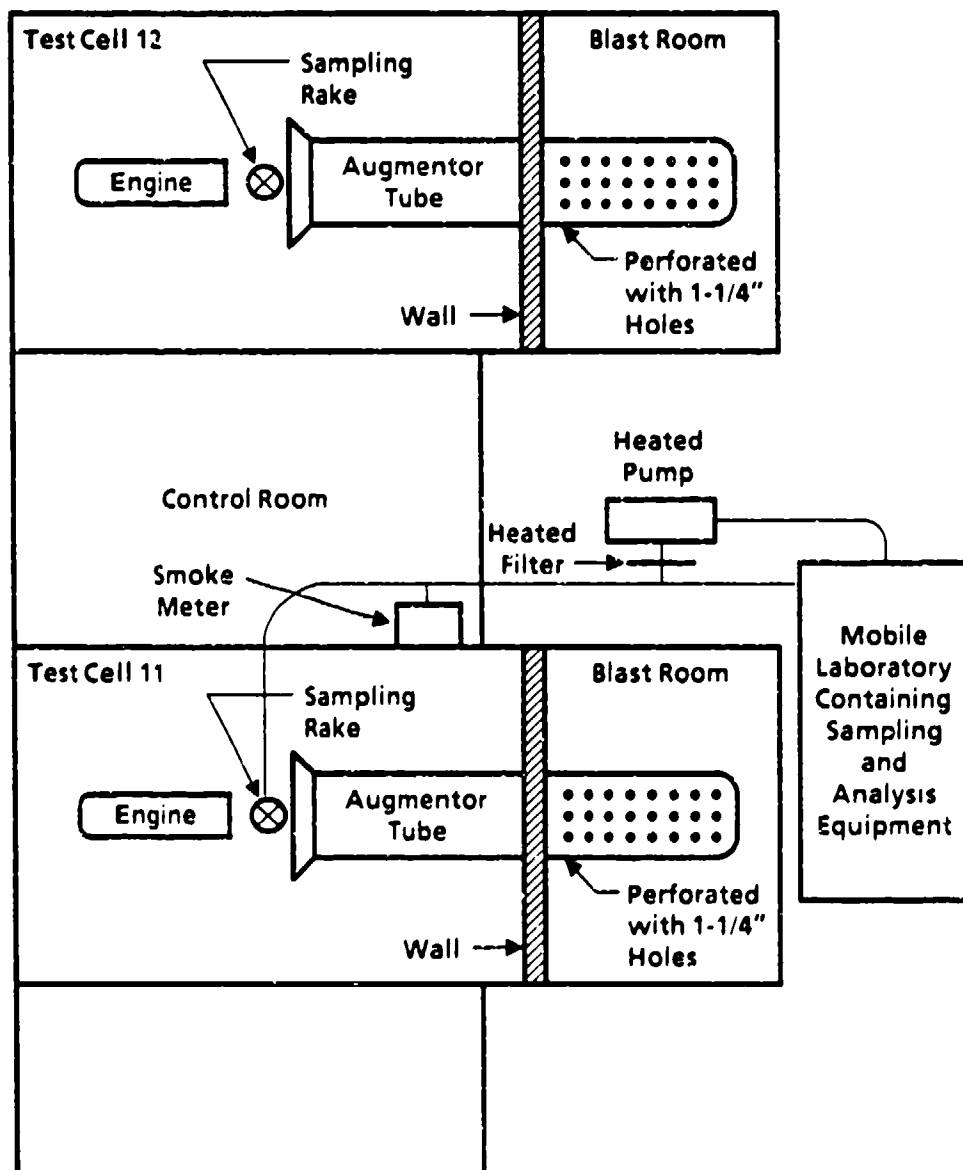 Test Cell 12
Blast Room
Sampling
Rake
Engine
Augmentor
Tube
Perforated
with 1-1/4"
Holes
Wall
Heated
Pump
Control Room
Heated
Filter
Smoke
Meter
Mobile
Laboratory
Containing
Sampling
and
Analysis
Equipment
Test Cell 11
Blast Room
Sampling
Rake
Engine
Augmentor
Tube
Perforated
with 1-1/4"
Holes
Wall